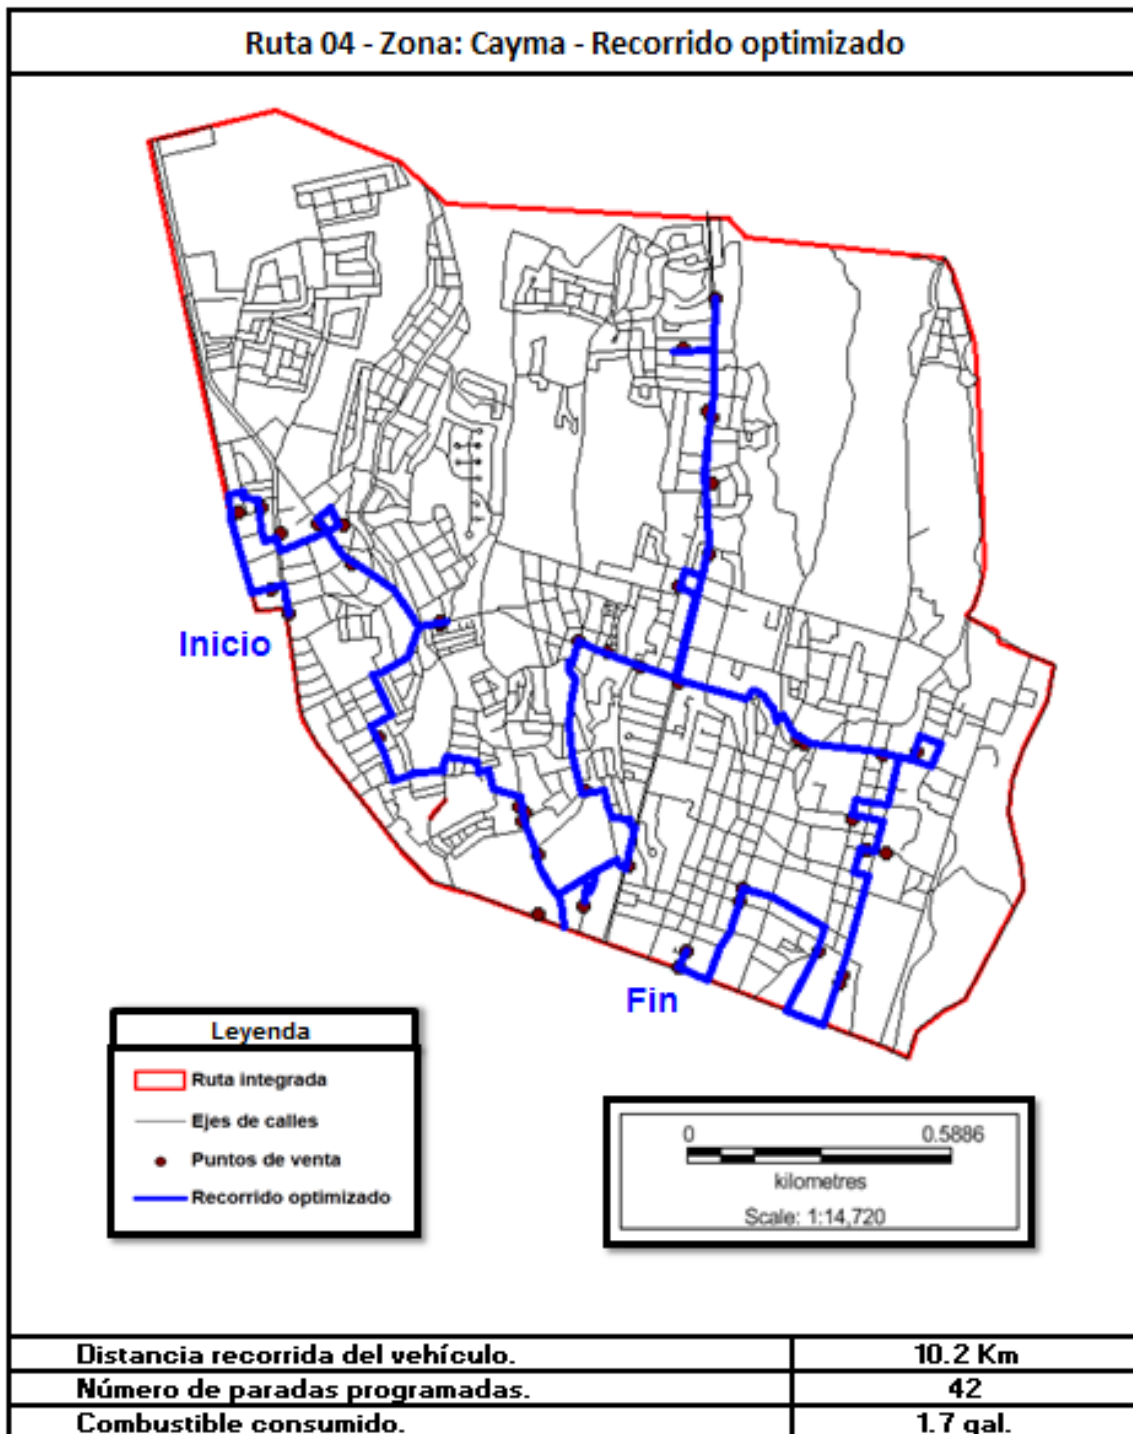 Ruta 04 - Zona: Cayma - Recorrido optimizado
Inicio
Fin
Leyenda
Ruta integrada
Ejes de calles
Puntos de venta
Recorrido optimizado
0 0.5886
kilometres
Scale: 1:14,720
Distancia recorrida del vehículo. 10.2 Km
Número de paradas programadas. 42
Combustible consumido. 1.7 gal.